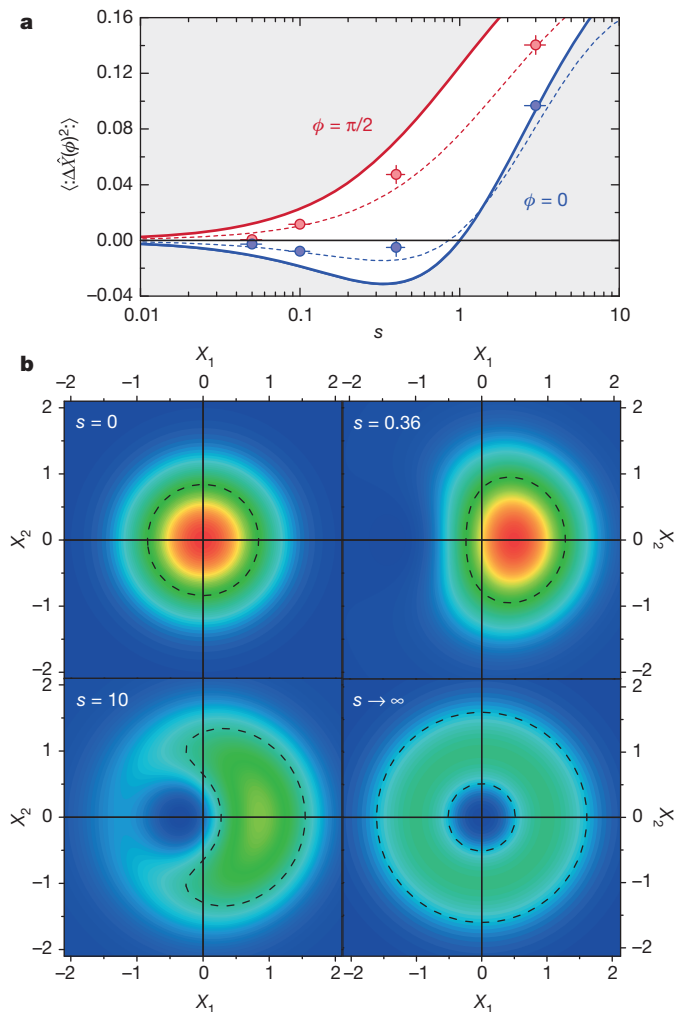 a
0.16
0.12
0.08
0.04
0.00
−0.04
⟨:ΔX̂(ϕ)²:⟩
ϕ = π/2
ϕ = 0
0.01 0.1 1 10
s
b
X₁ X₁
−2 −1 0 1 2 −2 −1 0 1 2
s = 0 s = 0.36
2 2
1 1
X₂ 0 0 X₂
−1 −1
−2 −2
s = 10 s → ∞
2 2
1 1
X₂ 0 0 X₂
−1 −1
−2 −2
−2 −1 0 1 2 −2 −1 0 1 2
X₁ X₁